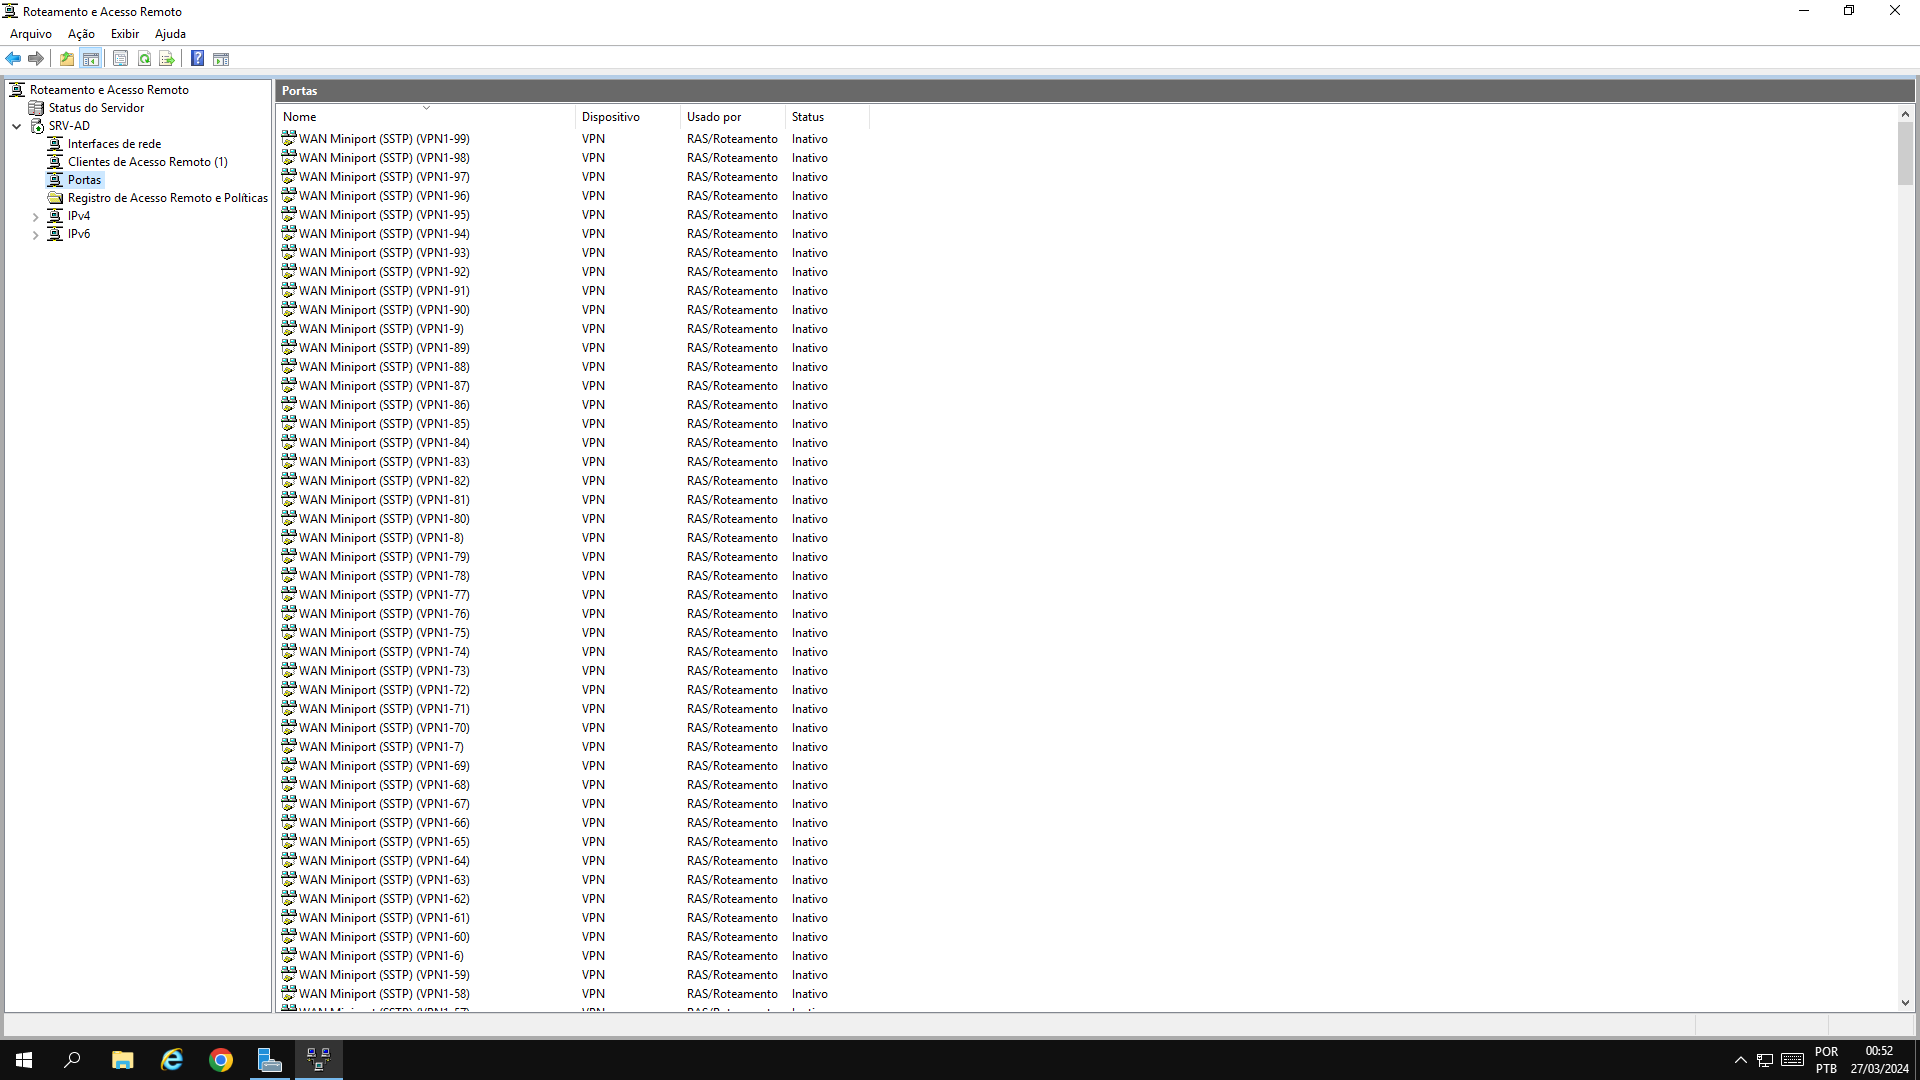 Roteamento e Acesso Remoto
Arquivo Ação Exibir Ajuda
Roteamento e Acesso Remoto
Status do Servidor
SRV-AD
Interfaces de rede
Clientes de Acesso Remoto (1)
Portas
Registro de Acesso Remoto e Políticas
IPv4
IPv6
Portas
Nome Dispositivo Usado por Status
WAN Miniport (SSTP) (VPN1-99) VPN RAS/Roteamento Inativo
WAN Miniport (SSTP) (VPN1-98) VPN RAS/Roteamento Inativo
WAN Miniport (SSTP) (VPN1-97) VPN RAS/Roteamento Inativo
WAN Miniport (SSTP) (VPN1-96) VPN RAS/Roteamento Inativo
WAN Miniport (SSTP) (VPN1-95) VPN RAS/Roteamento Inativo
WAN Miniport (SSTP) (VPN1-94) VPN RAS/Roteamento Inativo
WAN Miniport (SSTP) (VPN1-93) VPN RAS/Roteamento Inativo
WAN Miniport (SSTP) (VPN1-92) VPN RAS/Roteamento Inativo
WAN Miniport (SSTP) (VPN1-91) VPN RAS/Roteamento Inativo
WAN Miniport (SSTP) (VPN1-90) VPN RAS/Roteamento Inativo
WAN Miniport (SSTP) (VPN1-9) VPN RAS/Roteamento Inativo
WAN Miniport (SSTP) (VPN1-89) VPN RAS/Roteamento Inativo
WAN Miniport (SSTP) (VPN1-88) VPN RAS/Roteamento Inativo
WAN Miniport (SSTP) (VPN1-87) VPN RAS/Roteamento Inativo
WAN Miniport (SSTP) (VPN1-86) VPN RAS/Roteamento Inativo
WAN Miniport (SSTP) (VPN1-85) VPN RAS/Roteamento Inativo
WAN Miniport (SSTP) (VPN1-84) VPN RAS/Roteamento Inativo
WAN Miniport (SSTP) (VPN1-83) VPN RAS/Roteamento Inativo
WAN Miniport (SSTP) (VPN1-82) VPN RAS/Roteamento Inativo
WAN Miniport (SSTP) (VPN1-81) VPN RAS/Roteamento Inativo
WAN Miniport (SSTP) (VPN1-80) VPN RAS/Roteamento Inativo
WAN Miniport (SSTP) (VPN1-8) VPN RAS/Roteamento Inativo
WAN Miniport (SSTP) (VPN1-79) VPN RAS/Roteamento Inativo
WAN Miniport (SSTP) (VPN1-78) VPN RAS/Roteamento Inativo
WAN Miniport (SSTP) (VPN1-77) VPN RAS/Roteamento Inativo
WAN Miniport (SSTP) (VPN1-76) VPN RAS/Roteamento Inativo
WAN Miniport (SSTP) (VPN1-75) VPN RAS/Roteamento Inativo
WAN Miniport (SSTP) (VPN1-74) VPN RAS/Roteamento Inativo
WAN Miniport (SSTP) (VPN1-73) VPN RAS/Roteamento Inativo
WAN Miniport (SSTP) (VPN1-72) VPN RAS/Roteamento Inativo
WAN Miniport (SSTP) (VPN1-71) VPN RAS/Roteamento Inativo
WAN Miniport (SSTP) (VPN1-70) VPN RAS/Roteamento Inativo
WAN Miniport (SSTP) (VPN1-7) VPN RAS/Roteamento Inativo
WAN Miniport (SSTP) (VPN1-69) VPN RAS/Roteamento Inativo
WAN Miniport (SSTP) (VPN1-68) VPN RAS/Roteamento Inativo
WAN Miniport (SSTP) (VPN1-67) VPN RAS/Roteamento Inativo
WAN Miniport (SSTP) (VPN1-66) VPN RAS/Roteamento Inativo
WAN Miniport (SSTP) (VPN1-65) VPN RAS/Roteamento Inativo
WAN Miniport (SSTP) (VPN1-64) VPN RAS/Roteamento Inativo
WAN Miniport (SSTP) (VPN1-63) VPN RAS/Roteamento Inativo
WAN Miniport (SSTP) (VPN1-62) VPN RAS/Roteamento Inativo
WAN Miniport (SSTP) (VPN1-61) VPN RAS/Roteamento Inativo
WAN Miniport (SSTP) (VPN1-60) VPN RAS/Roteamento Inativo
WAN Miniport (SSTP) (VPN1-6) VPN RAS/Roteamento Inativo
WAN Miniport (SSTP) (VPN1-59) VPN RAS/Roteamento Inativo
WAN Miniport (SSTP) (VPN1-58) VPN RAS/Roteamento Inativo
POR 00:52
PTB 27/03/2024